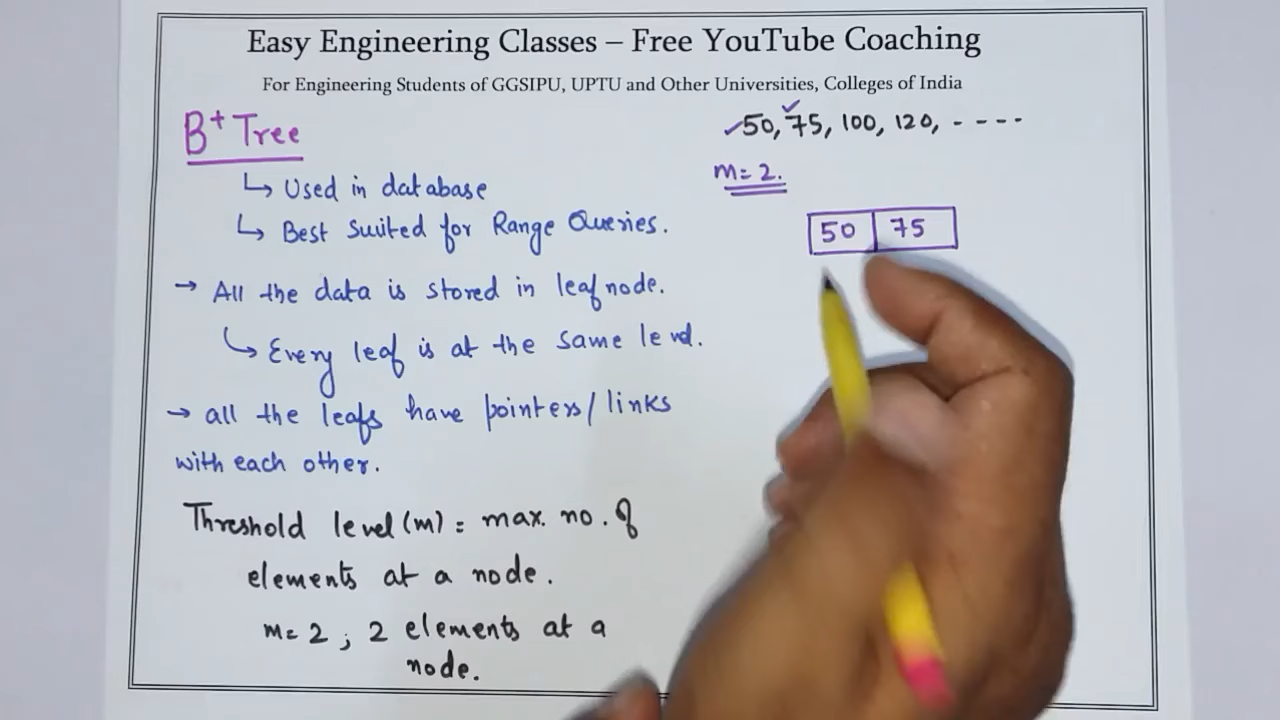 Easy Engineering Classes – Free YouTube Coaching
For Engineering Students of GGSIPU, UPTU and Other Universities, Colleges of India
B+ Tree
↳ Used in database
↳ Best Suited for Range Queries.
→ All the data is stored in leaf node.
↳ Every leaf is at the same level.
→ all the leafs have pointers/links
with each other.
Threshold level(m) = max. no. of
elements at a node.
m=2; 2 elements at a
node.
✓50, 75, 100, 120, - - - -
m=2.
50 75